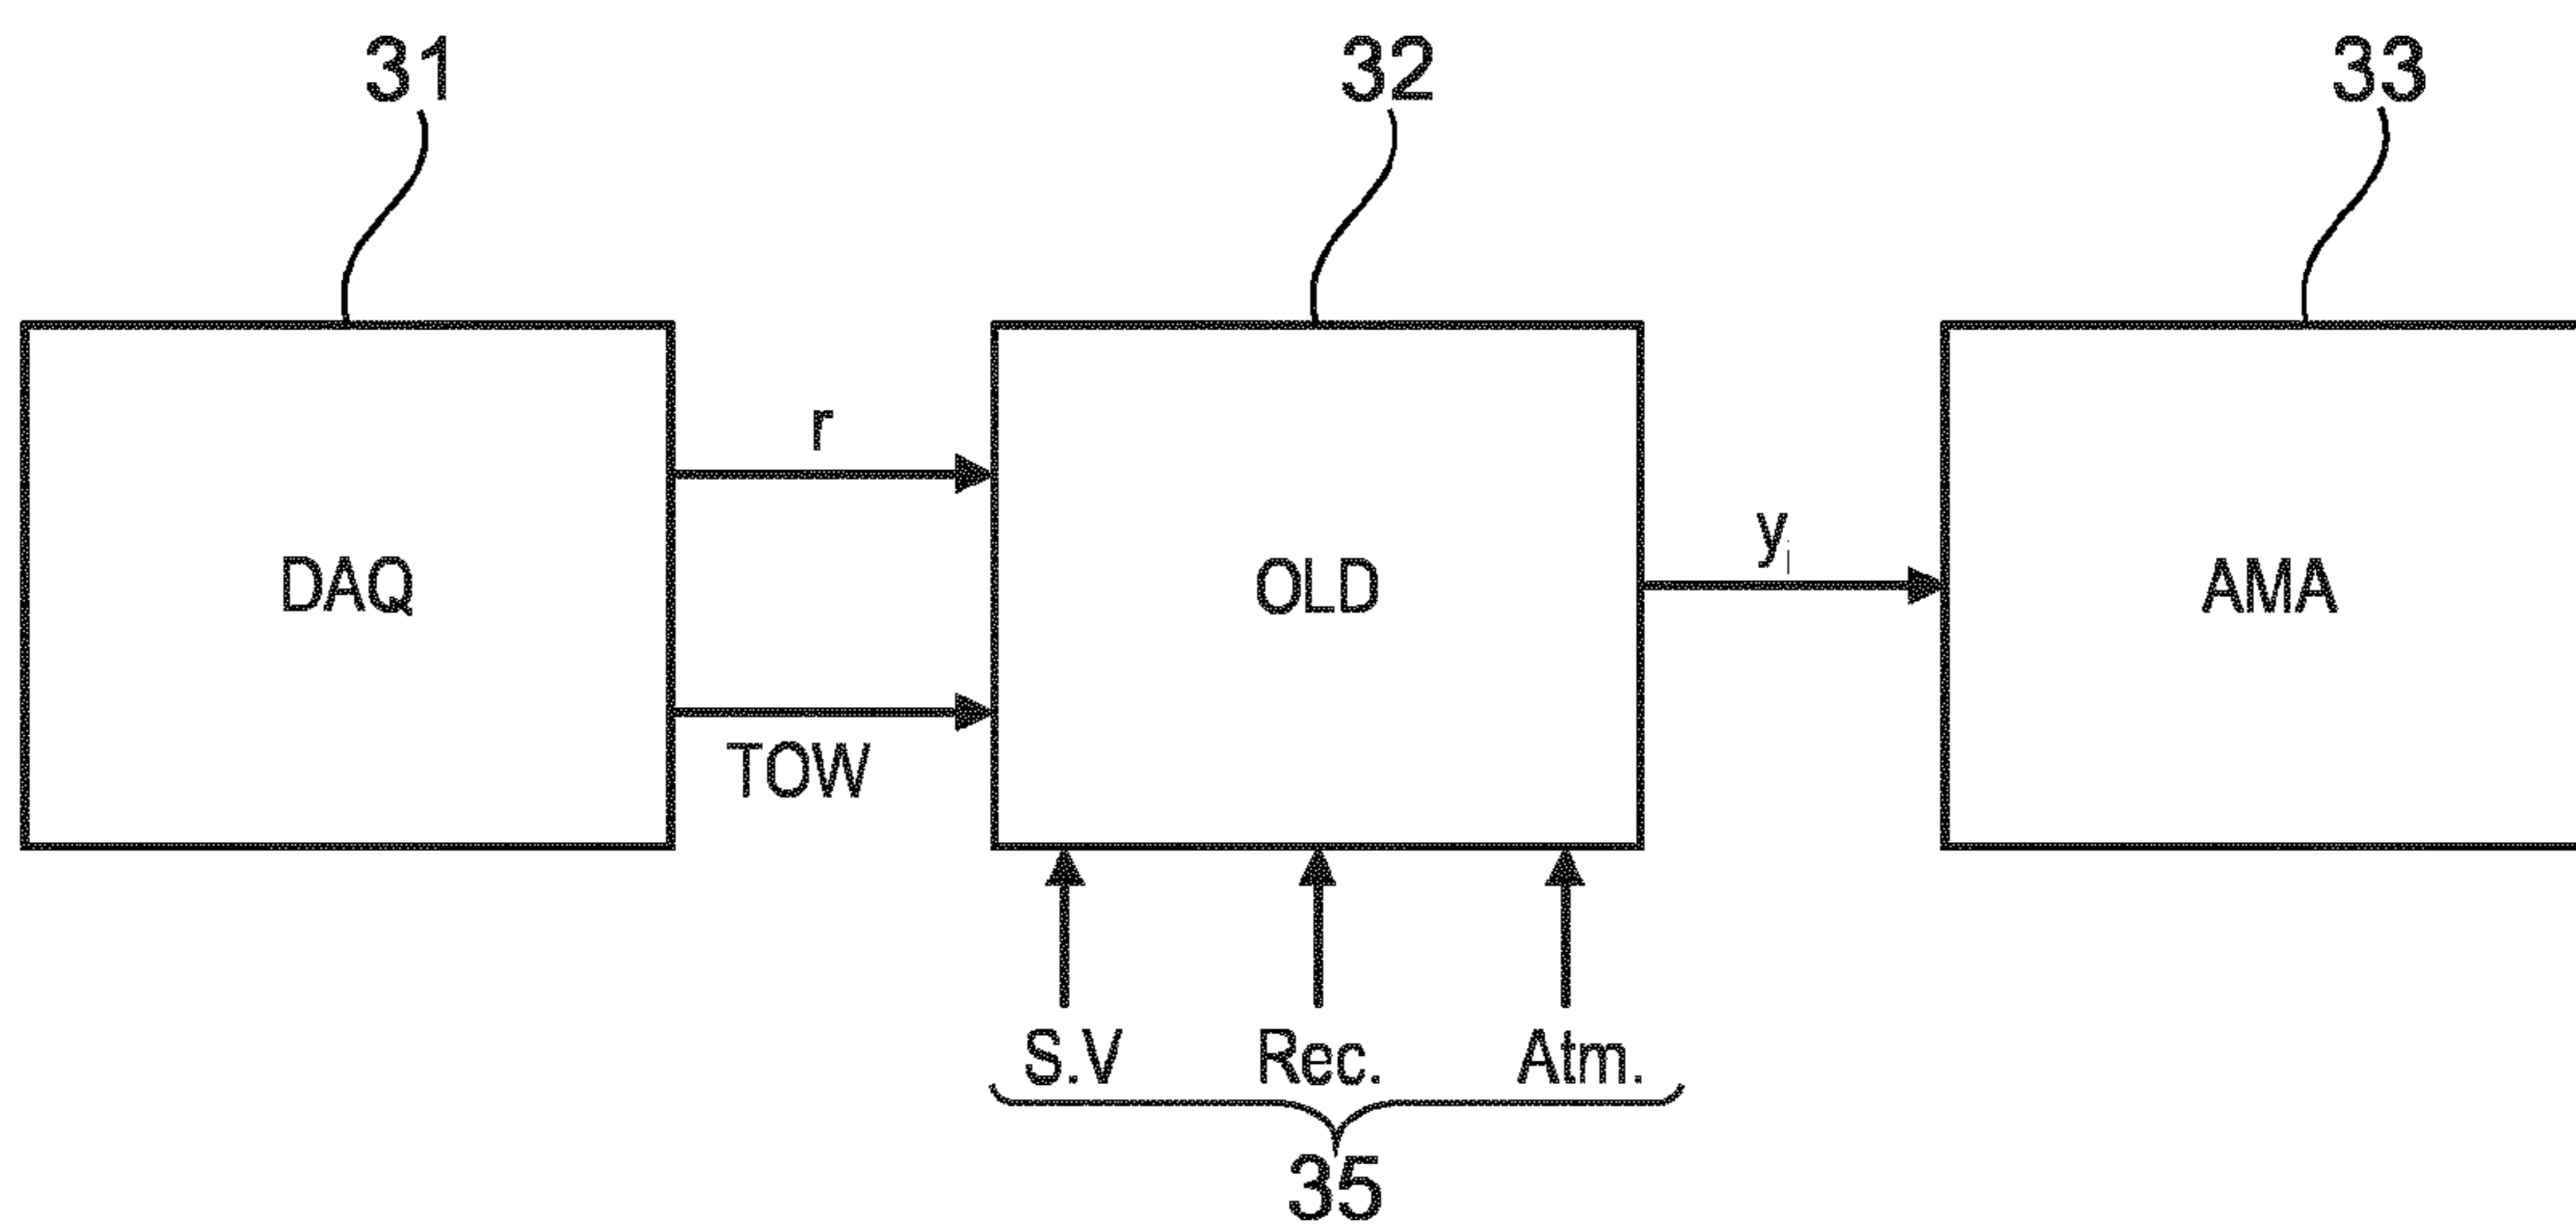 31 32 33
r
DAQ OLD AMA
y i
TOW
S.V Rec. Atm.
35